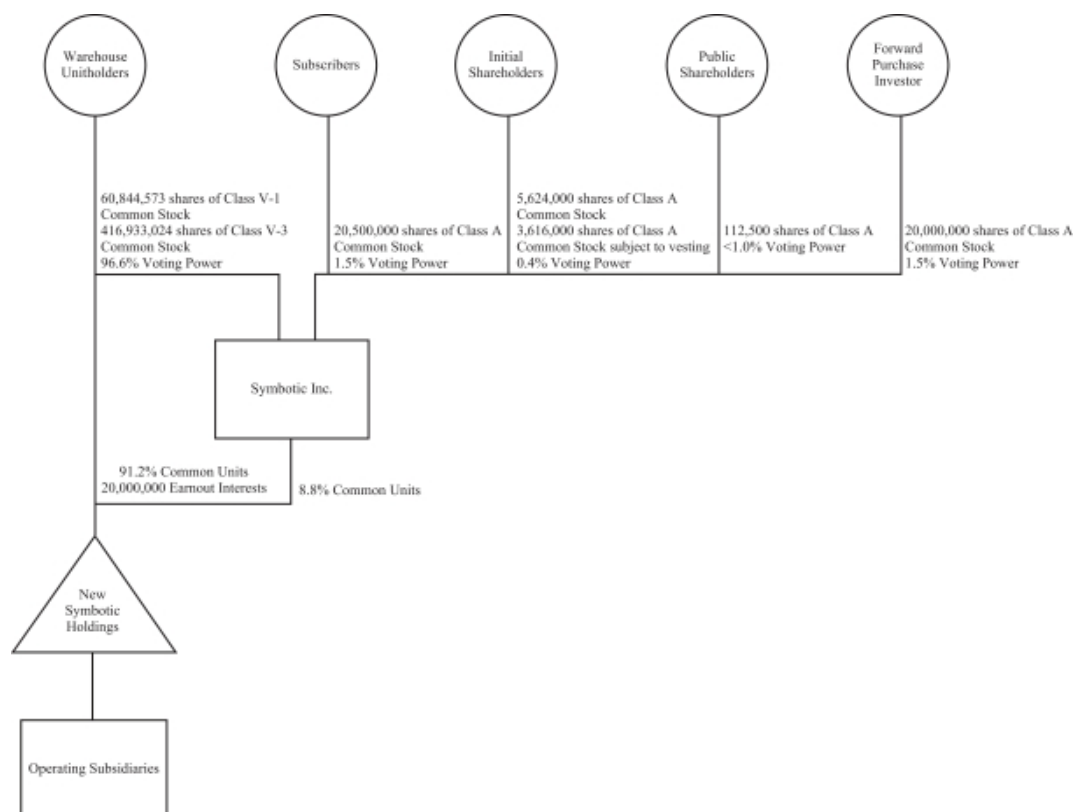 Warehouse
Unitholders
Subscribers
Initial
Shareholders
Public
Shareholders
Forward
Purchase
Investor
60,844,573 shares of Class V-1
Common Stock
416,933,024 shares of Class V-3
Common Stock
96.6% Voting Power
20,500,000 shares of Class A
Common Stock
1.5% Voting Power
5,624,000 shares of Class A
Common Stock
3,616,000 shares of Class A
Common Stock subject to vesting
0.4% Voting Power
112,500 shares of Class A
<1.0% Voting Power
20,000,000 shares of Class A
Common Stock
1.5% Voting Power
Symbotic Inc.
91.2% Common Units
20,000,000 Earnout Interests
8.8% Common Units
New
Symbotic
Holdings
Operating Subsidiaries